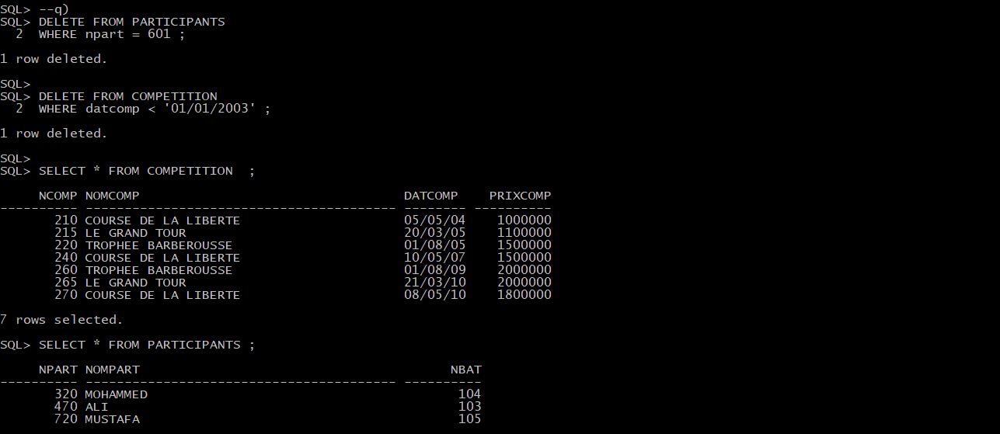 SQL> --q)
SQL> DELETE FROM PARTICIPANTS
  2  WHERE npart = 601 ;
1 row deleted.
SQL>
SQL> DELETE FROM COMPETITION
  2  WHERE datcomp < '01/01/2003' ;
1 row deleted.
SQL>
SQL> SELECT * FROM COMPETITION  ;
     NCOMP NOMCOMP                                  DATCOMP    PRIXCOMP
---------- ---------------------------------------- -------- ----------
       210 COURSE DE LA LIBERTE                     05/05/04    1000000
       215 LE GRAND TOUR                            20/03/05    1100000
       220 TROPHEE BARBEROUSSE                      01/08/05    1500000
       240 COURSE DE LA LIBERTE                     10/05/07    1500000
       260 TROPHEE BARBEROUSSE                      01/08/09    2000000
       265 LE GRAND TOUR                            21/03/10    2000000
       270 COURSE DE LA LIBERTE                     08/05/10    1800000
7 rows selected.
SQL> SELECT * FROM PARTICIPANTS ;
     NPART NOMPART                                        NBAT
---------- ---------------------------------------- ----------
       320 MOHAMMED                                        104
       470 ALI                                             103
       720 MUSTAFA                                         105